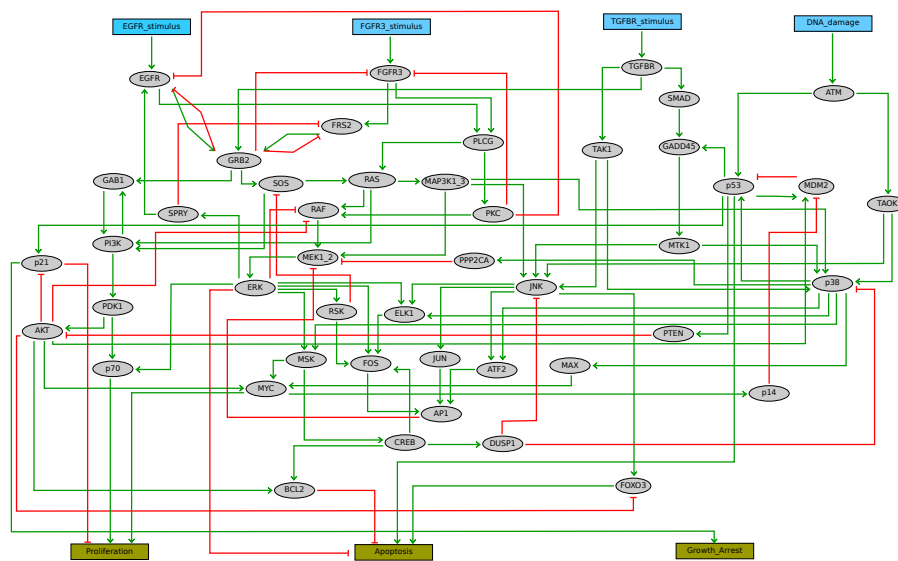 EGFR_stimulus
FGFR3_stimulus
TGFBR_stimulus
DNA_damage
EGFR
FGFR3
TGFBR
ATM
SMAD
FRS2
PLCG
TAK1
GADD45
GRB2
GAB1
SOS
RAS
MAP3K1_3
p53
MDM2
TAOK
SPRY
RAF
PKC
PI3K
MEK1_2
PPP2CA
MTK1
p21
ERK
JNK
p38
PDK1
RSK
ELK1
AKT
PTEN
p70
MSK
FOS
JUN
ATF2
MAX
MYC
p14
AP1
CREB
DUSP1
BCL2
FOXO3
Proliferation
Apoptosis
Growth_Arrest